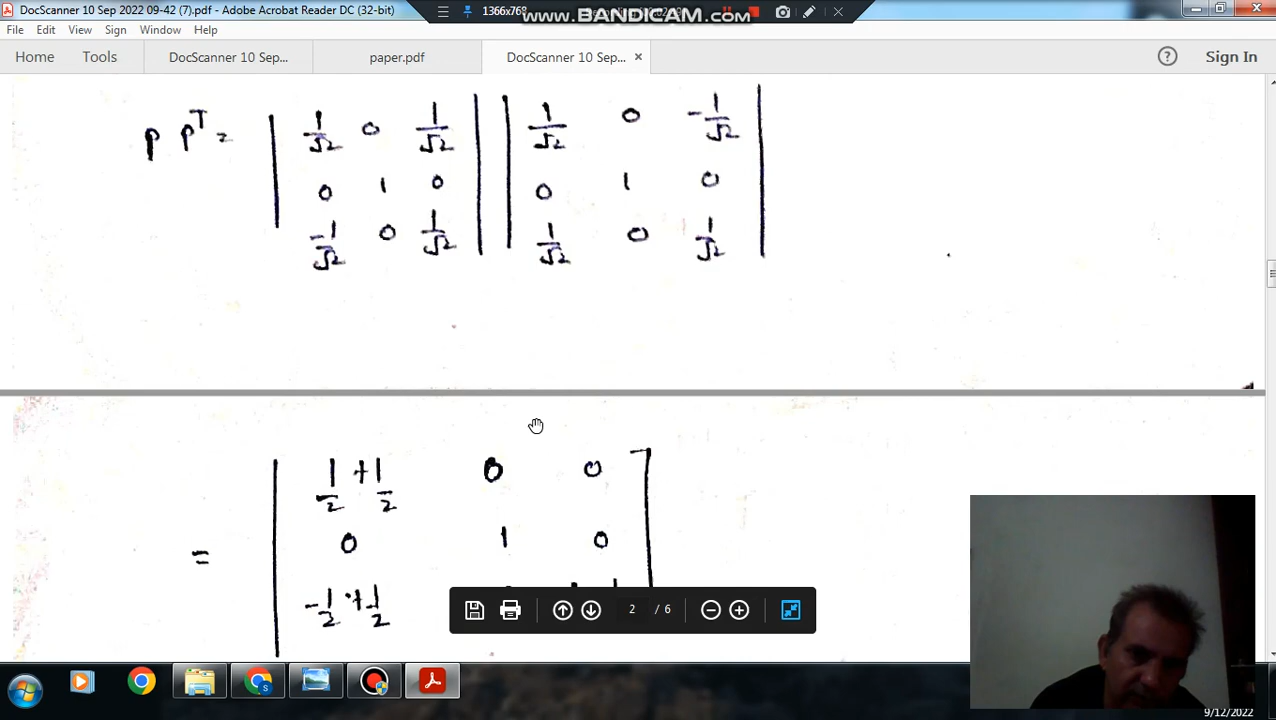 DocScanner 10 Sep 2022 09-42 (7).pdf - Adobe Acrobat Reader DC (32-bit)
1366x768
www.BANDICAM.com
File Edit View Sign Window Help
Home Tools DocScanner 10 Sep... paper.pdf DocScanner 10 Sep... × Sign In
P Pᵀ = | 1/√2 0 1/√2 | | 1/√2 0 -1/√2 |
0 1 0 0 1 0
-1/√2 0 1/√2 1/√2 0 1/√2
1/2 + 1/2 0 0
= 0 1 0
-1/2 + 1/2
2 / 6
9/12/2022